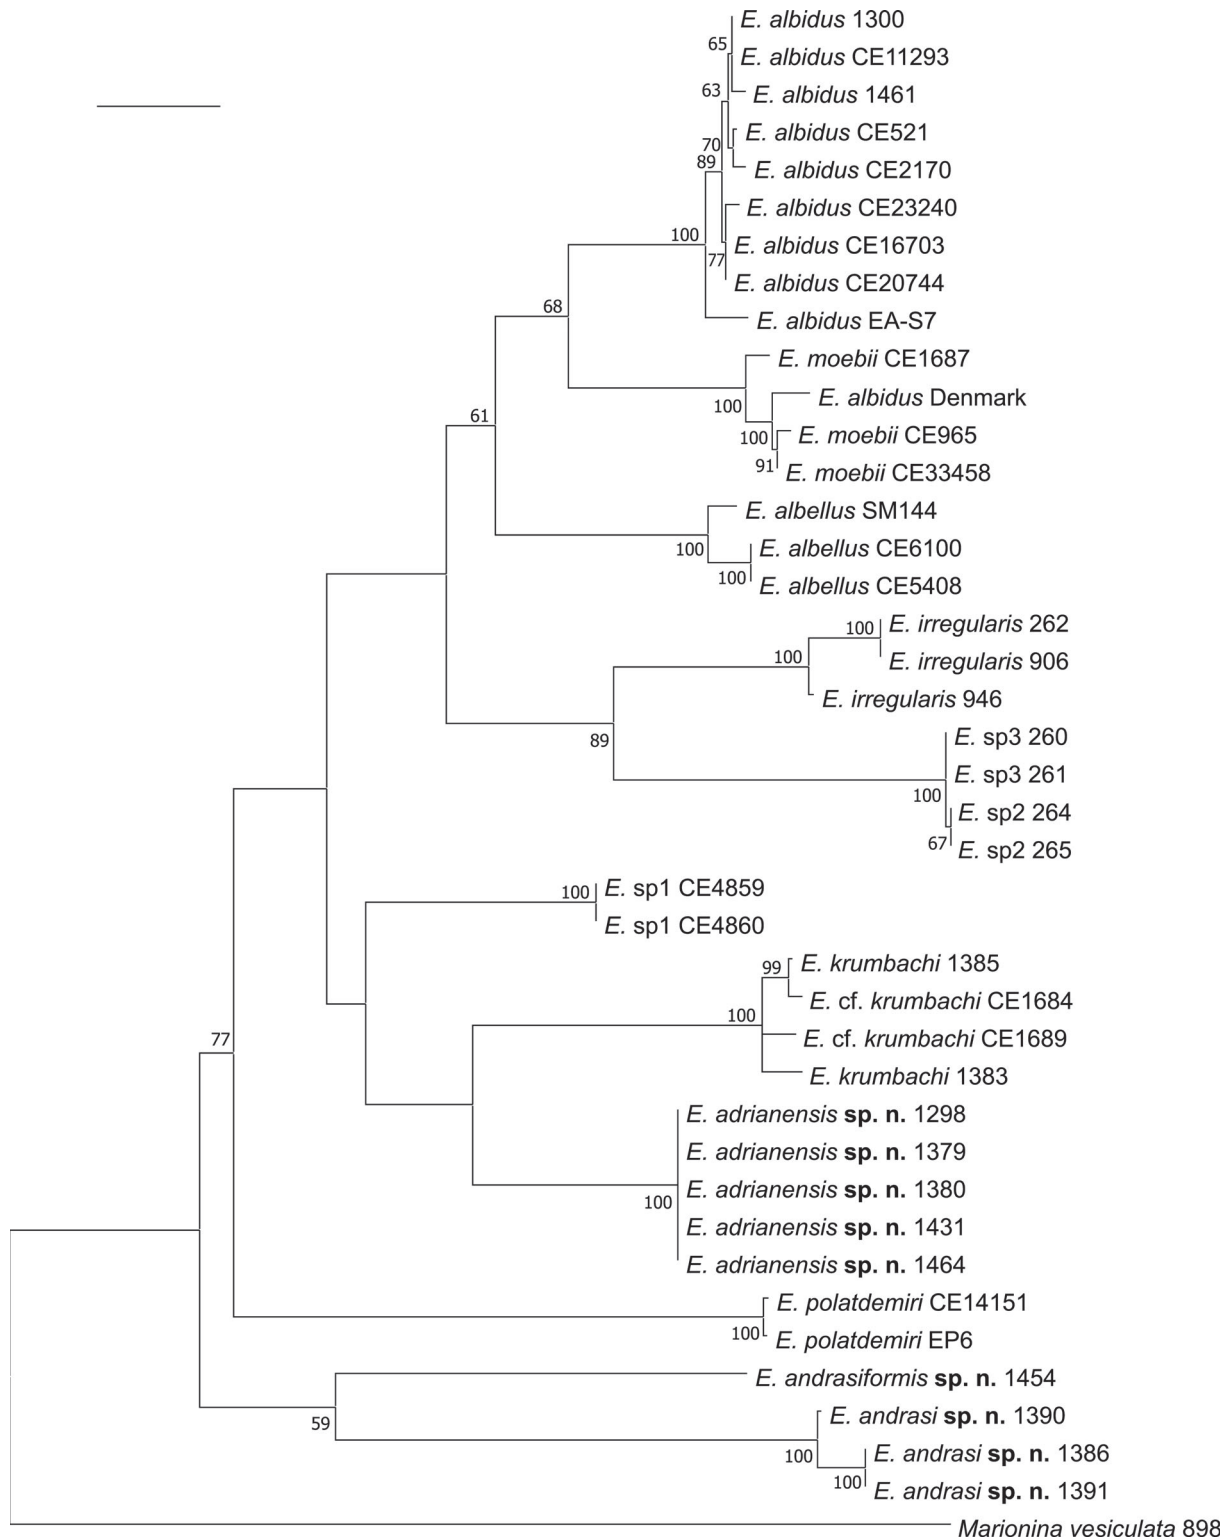 E. albidus 1300
65
E. albidus CE11293
63
E. albidus 1461
E. albidus CE521
70
89
E. albidus CE2170
E. albidus CE23240
100
E. albidus CE16703
77
E. albidus CE20744
68
E. albidus EA-S7
E. moebii CE1687
E. albidus Denmark
100
61
E. moebii CE965
100
91
E. moebii CE33458
E. albellus SM144
100
E. albellus CE6100
100
E. albellus CE5408
100
E. irregularis 262
100
E. irregularis 906
E. irregularis 946
89
E. sp3 260
E. sp3 261
100
E. sp2 264
67
E. sp2 265
100
E. sp1 CE4859
E. sp1 CE4860
99
E. krumbachi 1385
E. cf. krumbachi CE1684
100
E. cf. krumbachi CE1689
77
E. krumbachi 1383
E. adrianensis sp. n. 1298
E. adrianensis sp. n. 1379
E. adrianensis sp. n. 1380
100
E. adrianensis sp. n. 1431
E. adrianensis sp. n. 1464
E. polatdemiri CE14151
100
E. polatdemiri EP6
E. andrasiformis sp. n. 1454
59
E. andrasi sp. n. 1390
100
E. andrasi sp. n. 1386
100
E. andrasi sp. n. 1391
Marionina vesiculata 898